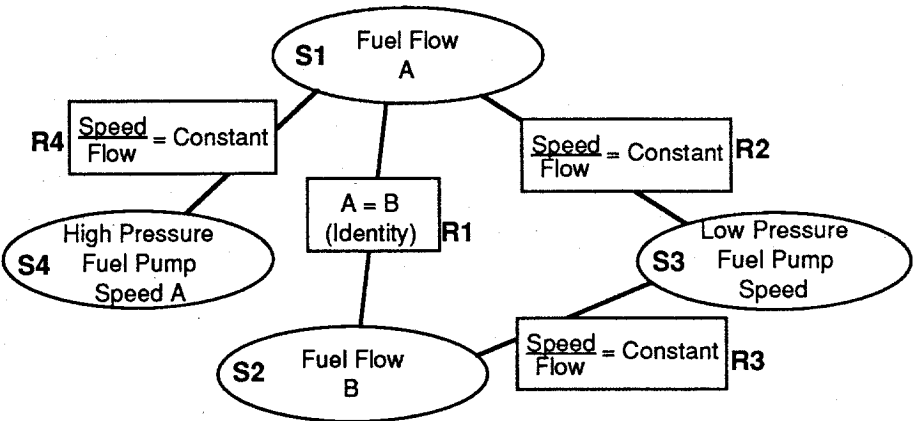 S1
Fuel Flow
A
R4
Speed
Flow
= Constant
Speed
Flow
= Constant
R2
A = B
(Identity)
R1
S4
High Pressure
Fuel Pump
Speed A
S3
Low Pressure
Fuel Pump
Speed
S2
Fuel Flow
B
Speed
Flow
= Constant
R3